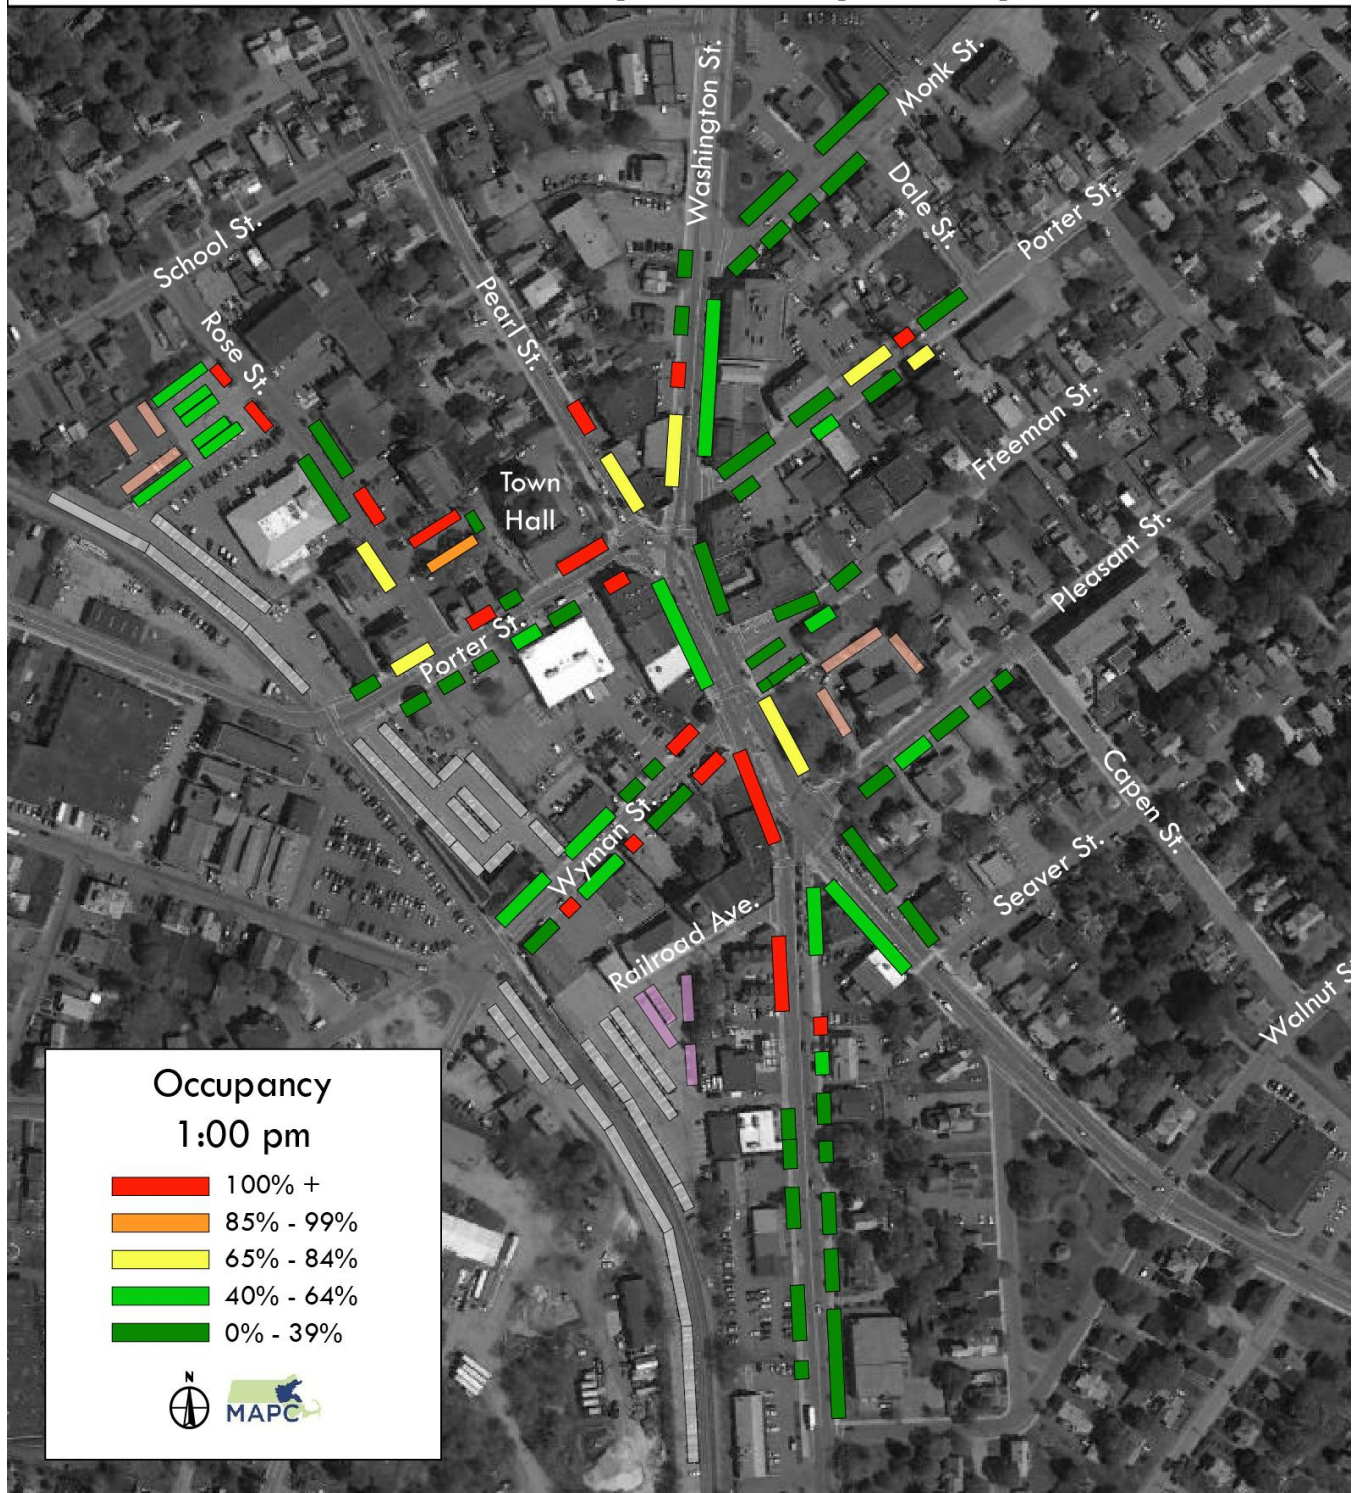 Washington St.
Monk St.
Dale St.
Porter St.
School St.
Rose St.
Pearl St.
Freeman St.
Town
Hall
Pleasant St.
Porter St.
Capen St.
Wyman St.
Seaver St.
Railroad Ave.
Walnut S
Occupancy
1:00 pm
100% +
85% - 99%
65% - 84%
40% - 64%
0% - 39%
N
MAPC